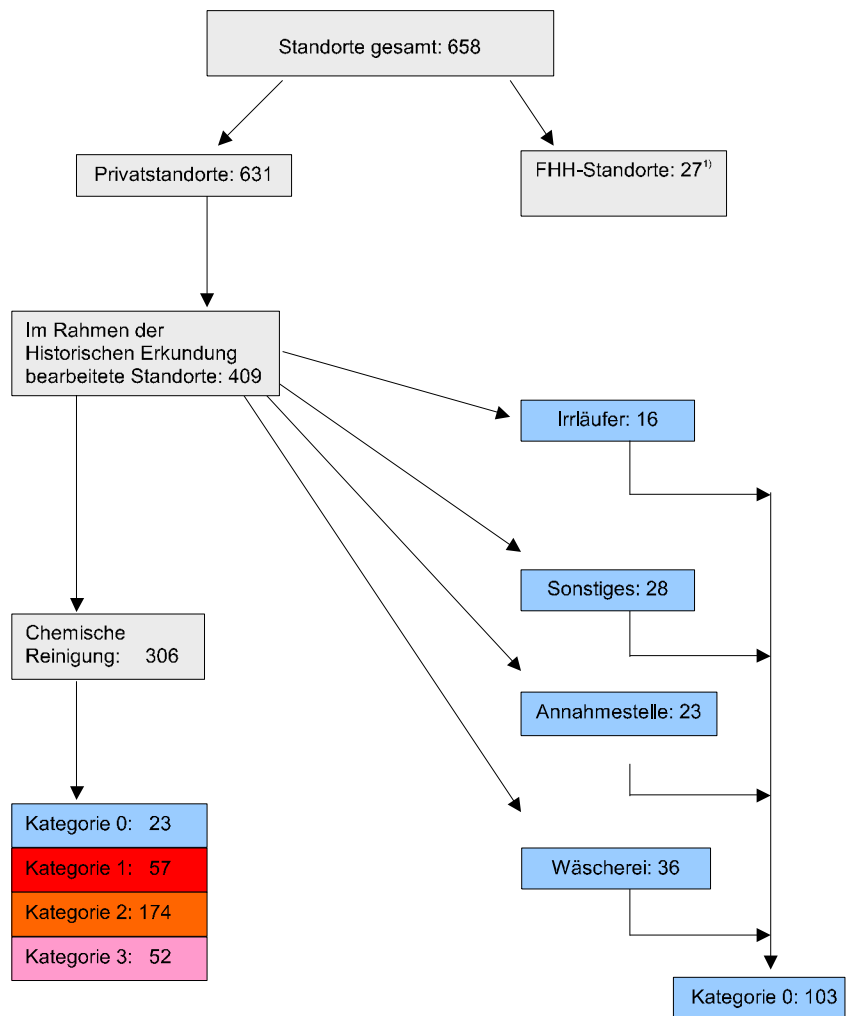 Standorte gesamt: 658
Privatstandorte: 631
FHH-Standorte: 27¹⁾
Im Rahmen der
Historischen Erkundung
bearbeitete Standorte: 409
Irrläufer: 16
Sonstiges: 28
Chemische
Reinigung: 306
Annahmestelle: 23
Kategorie 0: 23
Kategorie 1: 57
Wäscherei: 36
Kategorie 2: 174
Kategorie 3: 52
Kategorie 0: 103